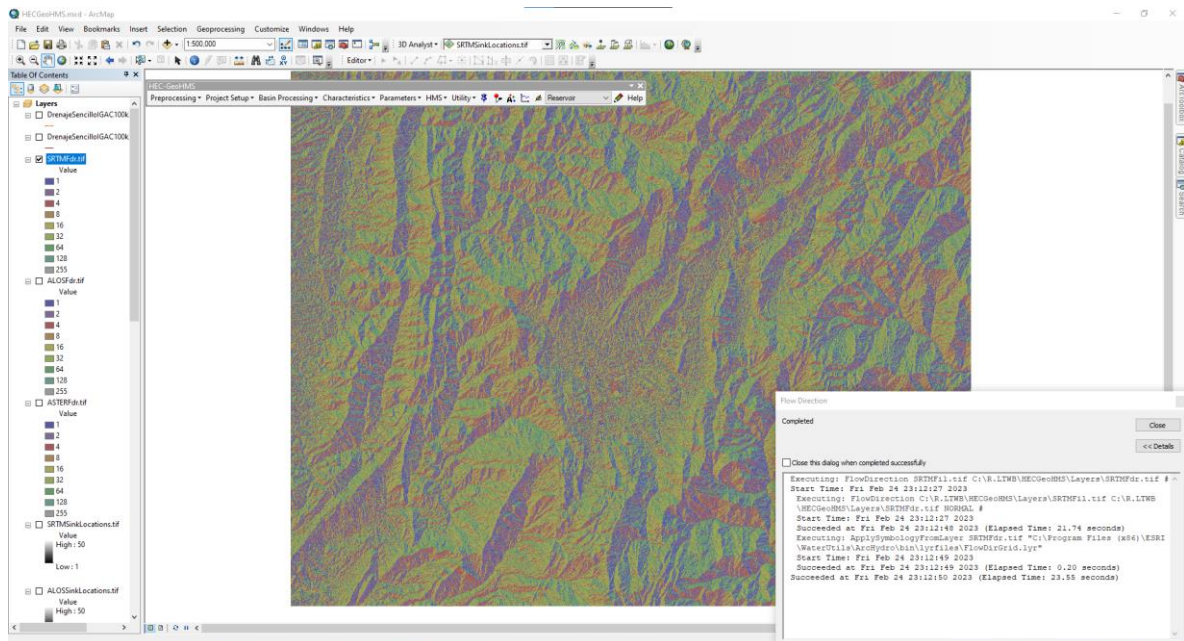 HECGeoHMS.mxd - ArcMap
File Edit View Bookmarks Insert Selection Geoprocessing Customize Windows Help
1:500,000 3D Analyst SRTMSinkLocations.tif
Editor
Table Of Contents
HEC-GeoHMS
Preprocessing Project Setup Basin Processing Characteristics Parameters HMS Utility Reservoir Help
Layers
DrenajeSencilloIGAC100k
DrenajeSencilloIGAC100k
SRTMFdr.tif
Value
1
2
4
8
16
32
64
128
255
ALOSFdr.tif
Value
1
2
4
8
16
32
64
128
255
ASTERFdr.tif
Value
1
2
4
8
16
32
64
128
255
SRTMSinkLocations.tif
Value
High : 50
Low : 1
ALOSSinkLocations.tif
Value
High : 50
ArcToolbox
Catalog
Search
Flow Direction
Completed
Close
<< Details
Close this dialog when completed successfully
Executing: FlowDirection SRTMFil.tif C:\R.LTWB\HECGeoHMS\Layers\SRTMFdr.tif #
Start Time: Fri Feb 24 23:12:27 2023
Executing: FlowDirection C:\R.LTWB\HECGeoHMS\Layers\SRTMFil.tif C:\R.LTWB
\HECGeoHMS\Layers\SRTMFdr.tif NORMAL #
Start Time: Fri Feb 24 23:12:27 2023
Succeeded at Fri Feb 24 23:12:48 2023 (Elapsed Time: 21.74 seconds)
Executing: ApplySymbologyFromLayer SRTMFdr.tif "C:\Program Files (x86)\ESRI
\WaterUtils\ArcHydro\bin\lyrfiles\FlowDirGrid.lyr"
Start Time: Fri Feb 24 23:12:49 2023
Succeeded at Fri Feb 24 23:12:49 2023 (Elapsed Time: 0.20 seconds)
Succeeded at Fri Feb 24 23:12:50 2023 (Elapsed Time: 23.55 seconds)